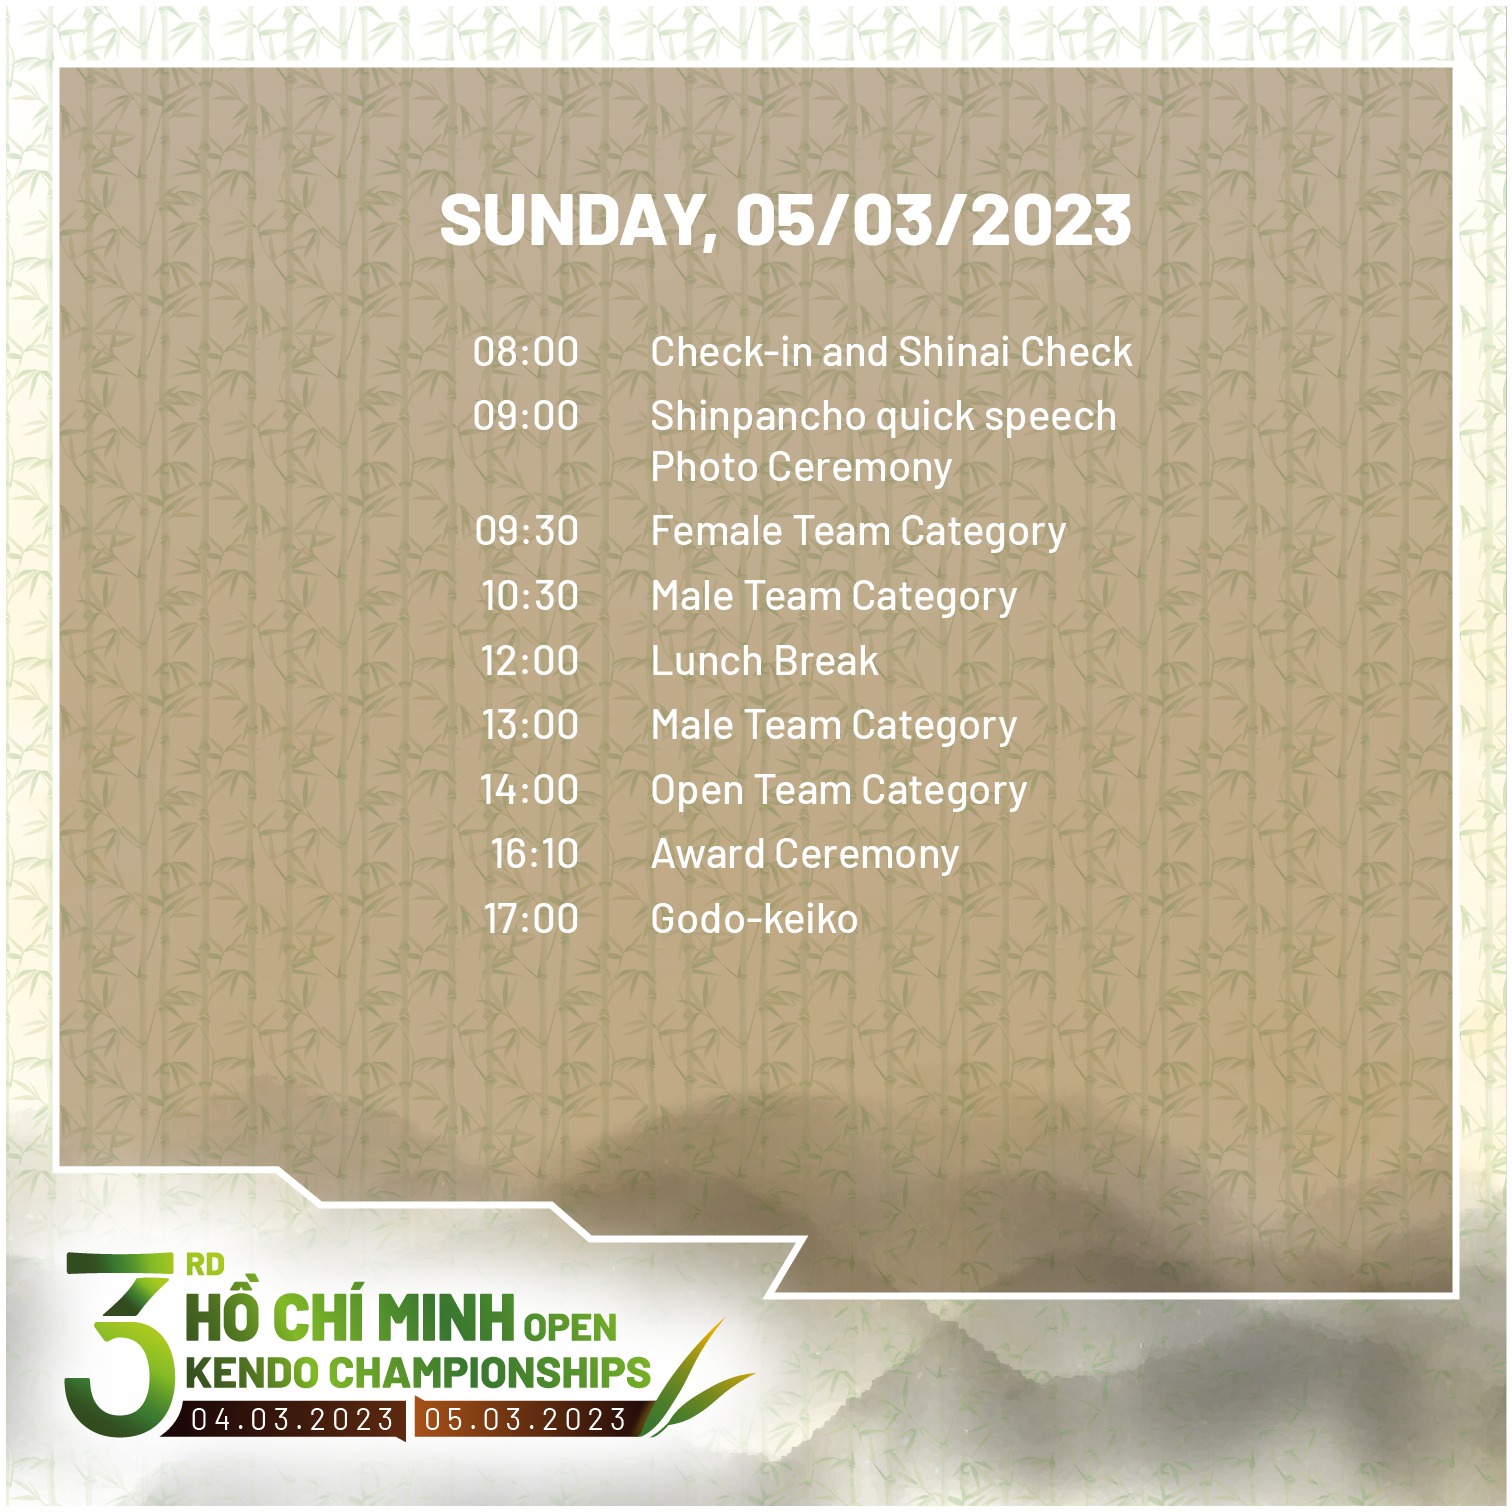 SUNDAY, 05/03/2023
08:00 Check-in and Shinai Check
09:00 Shinpancho quick speech
Photo Ceremony
09:30 Female Team Category
10:30 Male Team Category
12:00 Lunch Break
13:00 Male Team Category
14:00 Open Team Category
16:10 Award Ceremony
17:00 Godo-keiko
3RD
HỒ CHÍ MINH OPEN
KENDO CHAMPIONSHIPS
04.03.2023 05.03.2023